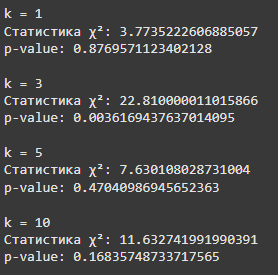 k = 1
Статистика χ²: 3.7735222606885057
p-value: 0.8769571123402128
k = 3
Статистика χ²: 22.810000011015866
p-value: 0.0036169437637014095
k = 5
Статистика χ²: 7.630108028731004
p-value: 0.47040986945652363
k = 10
Статистика χ²: 11.632741991990391
p-value: 0.16835748733717565